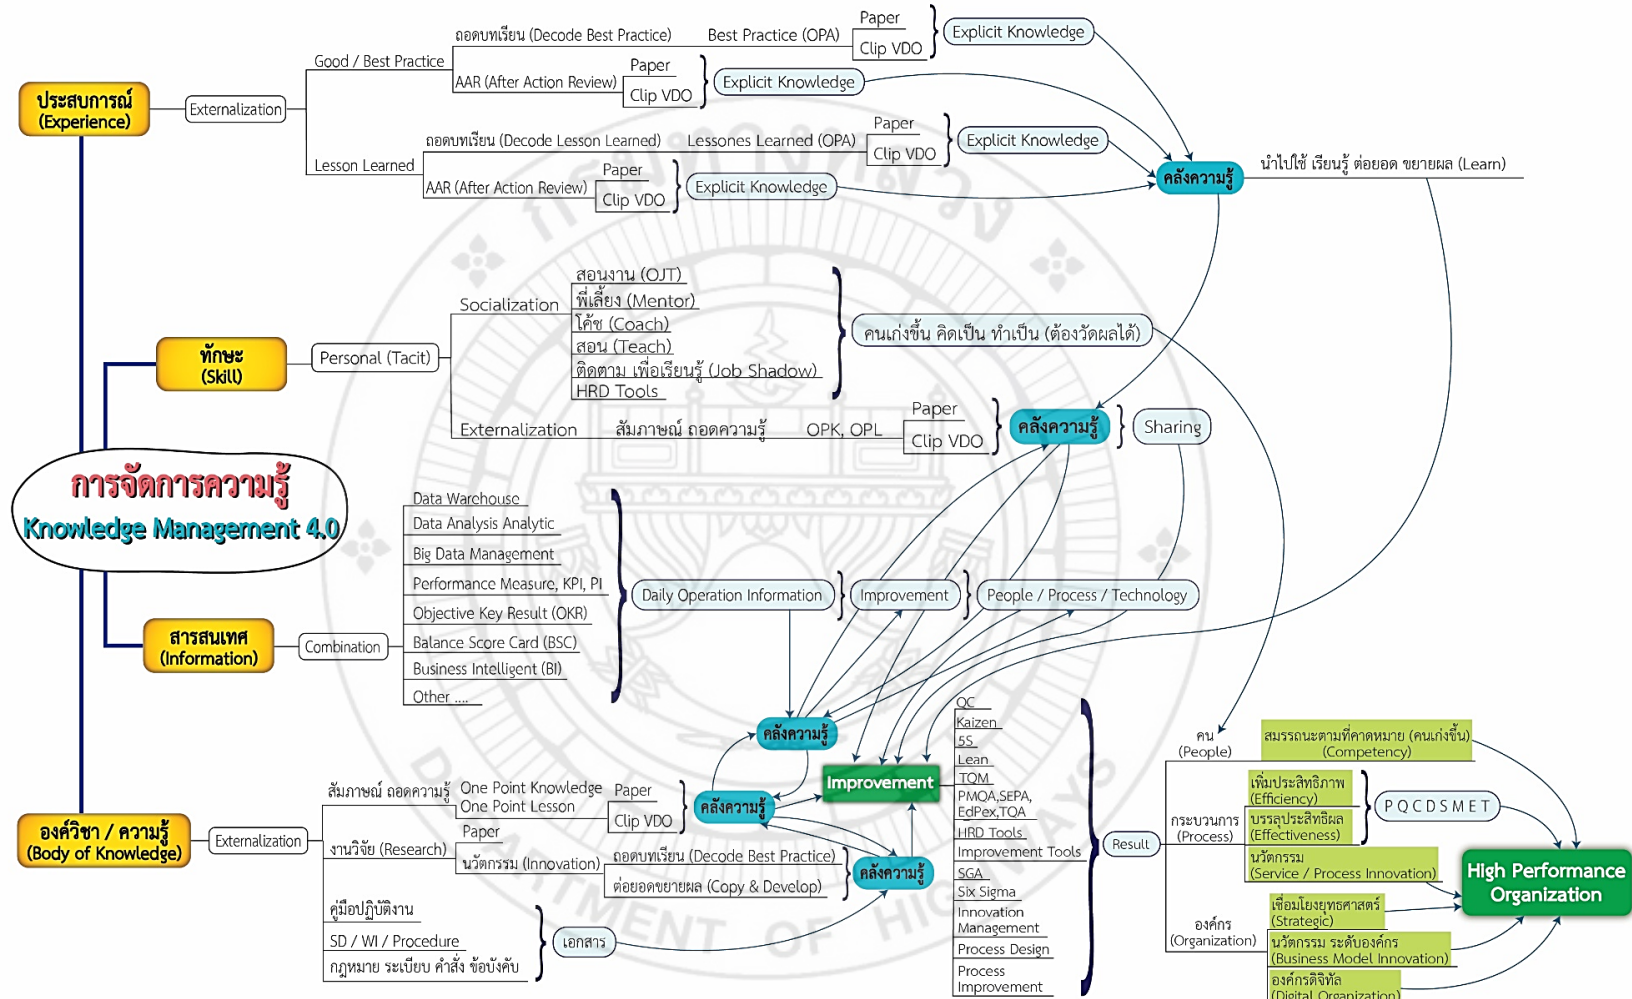 ถอดบทเรียน (Decode Best Practice)
Best Practice (OPA)
Paper
Clip VDO
Explicit Knowledge
Good / Best Practice
AAR (After Action Review)
Paper
Clip VDO
Explicit Knowledge
ประสบการณ์
(Experience)
Externalization
ถอดบทเรียน (Decode Lesson Learned)
Lessones Learned (OPA)
Paper
Clip VDO
Explicit Knowledge
Lesson Learned
AAR (After Action Review)
Paper
Clip VDO
Explicit Knowledge
คลังความรู้
นำไปใช้ เรียนรู้ ต่อยอด ขยายผล (Learn)
ทักษะ
(Skill)
Personal (Tacit)
Socialization
สอนงาน (OJT)
พี่เลี้ยง (Mentor)
โค้ช (Coach)
สอน (Teach)
ติดตาม เพื่อเรียนรู้ (Job Shadow)
HRD Tools
คนเก่งขึ้น คิดเป็น ทำเป็น (ต้องวัดผลได้)
Externalization
สัมภาษณ์ ถอดความรู้
OPK, OPL
Paper
Clip VDO
คลังความรู้
Sharing
การจัดการความรู้
Knowledge Management 4.0
สารสนเทศ
(Information)
Combination
Data Warehouse
Data Analysis Analytic
Big Data Management
Performance Measure, KPI, PI
Objective Key Result (OKR)
Balance Score Card (BSC)
Business Intelligent (BI)
Other ....
Daily Operation Information
Improvement
People / Process / Technology
คลังความรู้
Improvement
องค์วิชา / ความรู้
(Body of Knowledge)
Externalization
สัมภาษณ์ ถอดความรู้
One Point Knowledge
One Point Lesson
Paper
Clip VDO
คลังความรู้
งานวิจัย (Research)
Paper
นวัตกรรม (Innovation)
ถอดบทเรียน (Decode Best Practice)
ต่อยอดขยายผล (Copy & Develop)
คลังความรู้
คู่มือปฏิบัติงาน
SD / WI / Procedure
กฎหมาย ระเบียบ คำสั่ง ข้อบังคับ
เอกสาร
QC
Kaizen
5S
Lean
TQM
PMQA,SEPA,
EdPex,TQA
HRD Tools
Improvement Tools
SGA
Six Sigma
Innovation
Management
Process Design
Process
Improvement
Result
คน
(People)
สมรรถนะตามที่คาดหมาย (คนเก่งขึ้น)
(Competency)
กระบวนการ
(Process)
เพิ่มประสิทธิภาพ
(Efficiency)
บรรลุประสิทธิผล
(Effectiveness)
P Q C D S M E T
นวัตกรรม
(Service / Process Innovation)
องค์กร
(Organization)
เชื่อมโยงยุทธศาสตร์
(Strategic)
นวัตกรรม ระดับองค์กร
(Business Model Innovation)
องค์กรดิจิทัล
(Digital Organization)
High Performance
Organization
กรมทางหลวง
DEPARTMENT OF HIGHWAYS